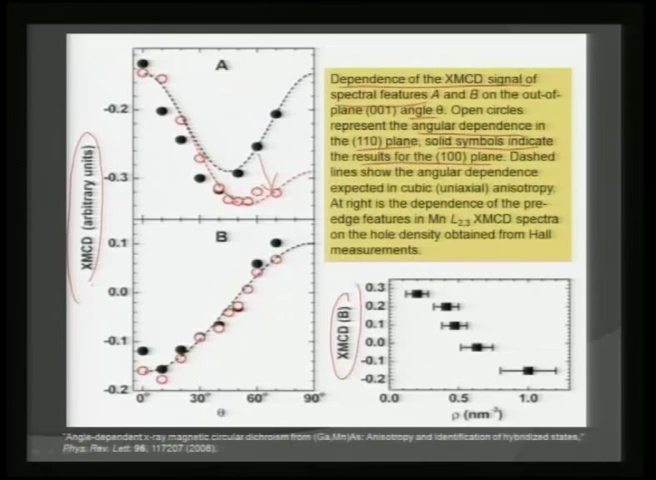 A
-0.2
-0.3
XMCD (arbitrary units)
B
0.1
0.0
-0.1
-0.2
0°
30°
60°
90°
θ
Dependence of the XMCD signal of
spectral features A and B on the out-of-
plane (001) angle θ. Open circles
represent the angular dependence in
the (110) plane, solid symbols indicate
the results for the (100) plane. Dashed
lines show the angular dependence
expected in cubic (uniaxial) anisotropy.
At right is the dependence of the pre-
edge features in Mn L2,3 XMCD spectra
on the hole density obtained from Hall
measurements.
XMCD (B)
0.3
0.2
0.1
0.0
-0.1
-0.2
0.0
0.5
1.0
ρ (nm-3)
"Angle-dependent x-ray magnetic circular dichroism from (Ga,Mn)As: Anisotropy and identification of hybridized states,"
Phys. Rev. Lett. 96, 117207 (2006).